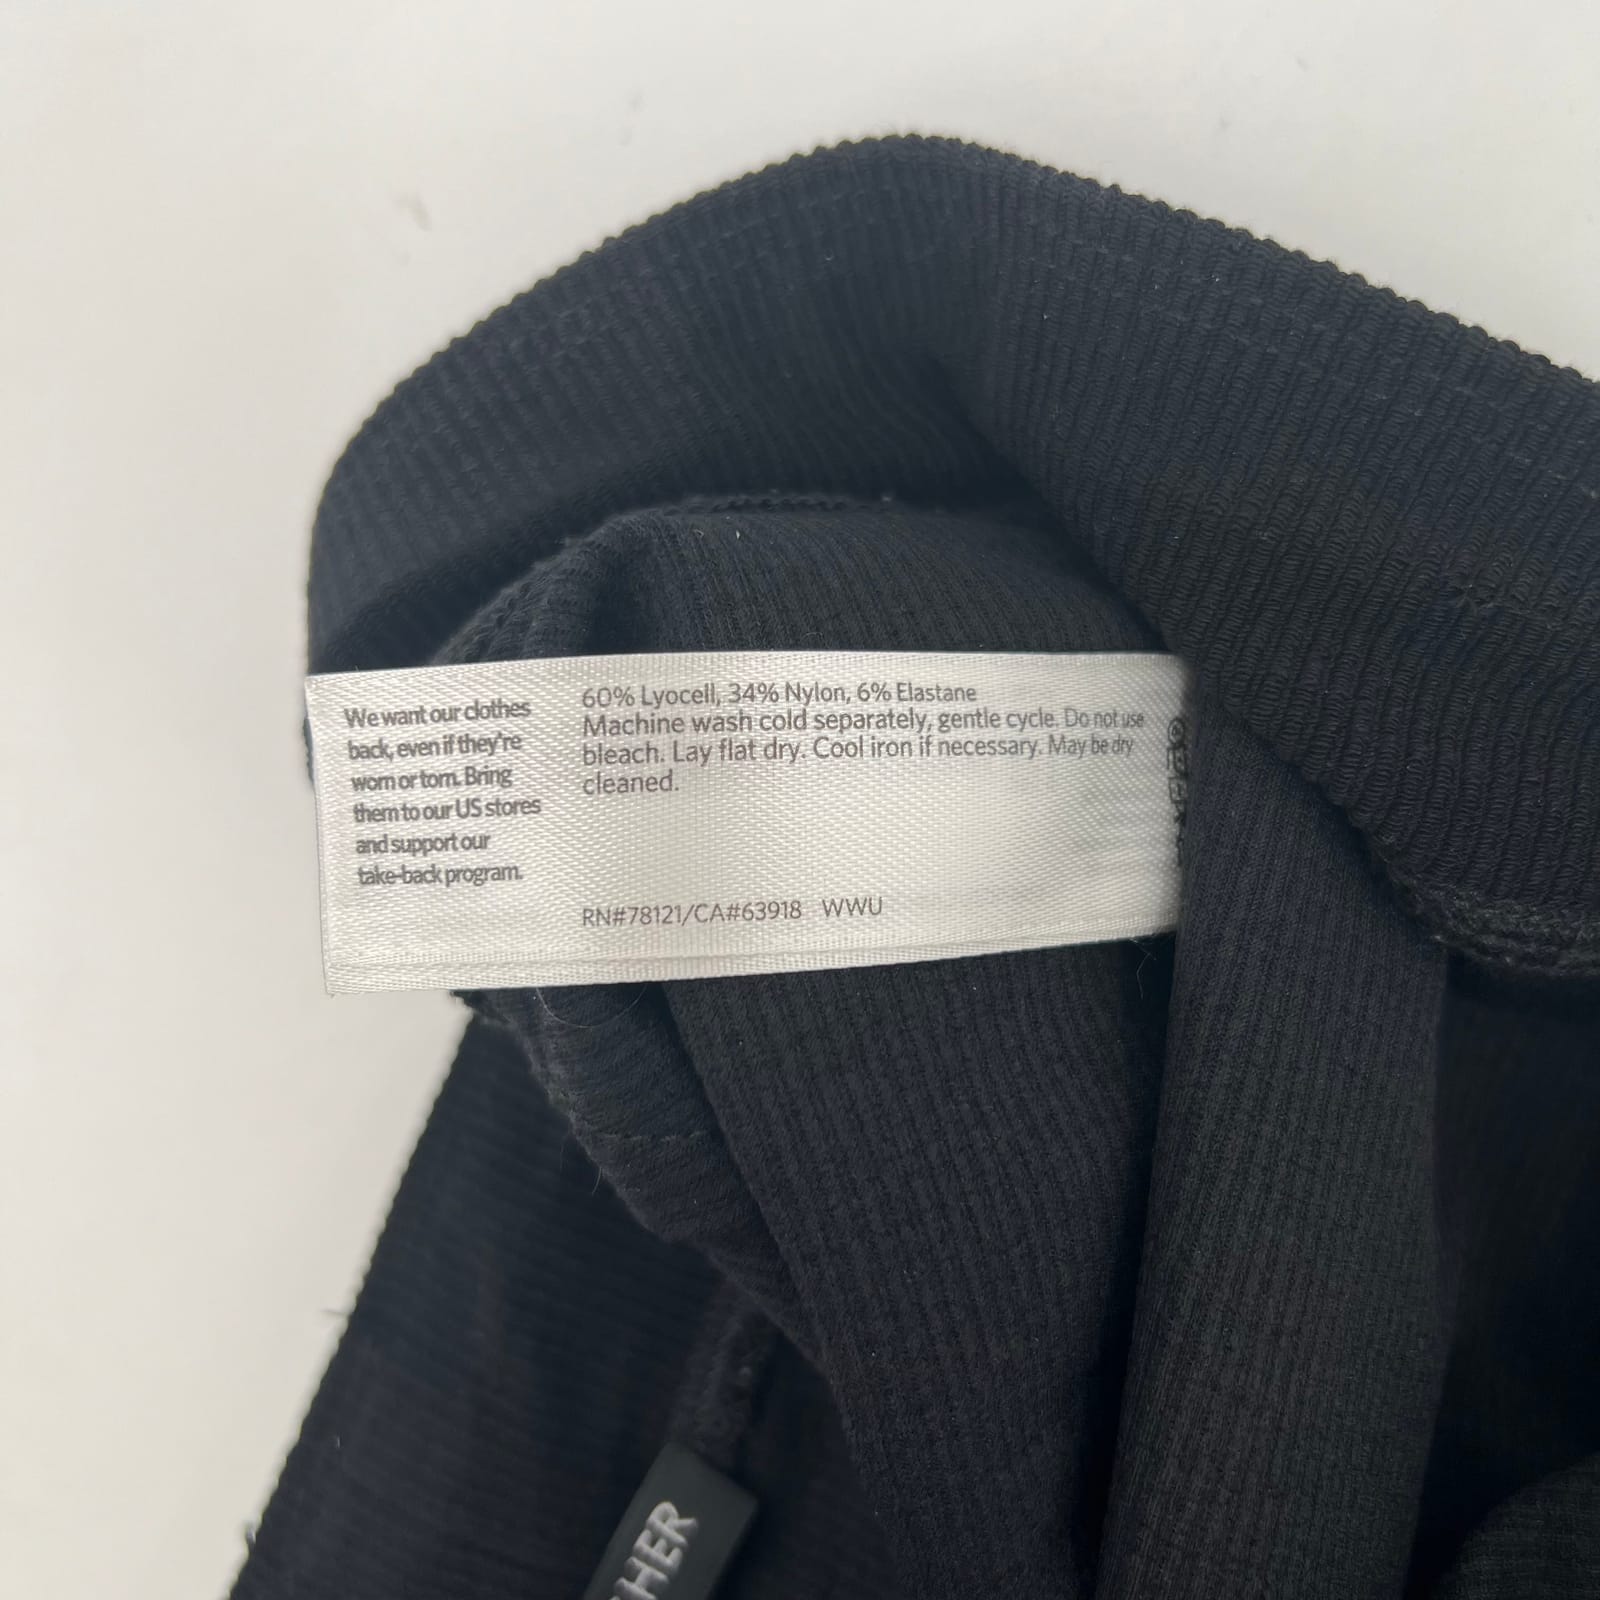 We want our clothes
back, even if they're
worn or torn. Bring
them to our US stores
and support our
take-back program.
60% Lyocell, 34% Nylon, 6% Elastane
Machine wash cold separately, gentle cycle. Do not use
bleach. Lay flat dry. Cool iron if necessary. May be dry
cleaned.
RN#78121/CA#63918 WWU
HER